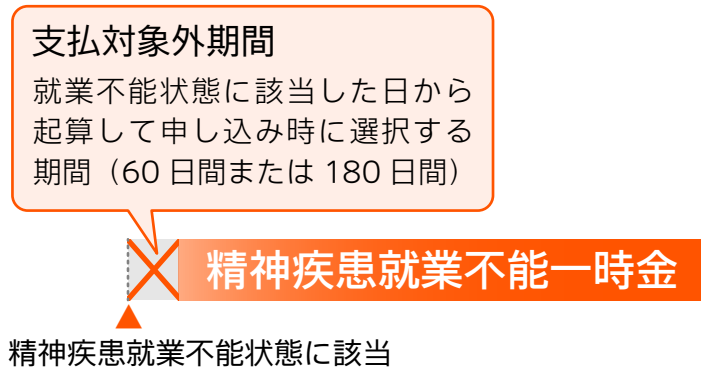 支払対象外期間
就業不能状態に該当した日から
起算して申し込み時に選択する
期間（60日間または180日間）
精神疾患就業不能一時金
精神疾患就業不能状態に該当